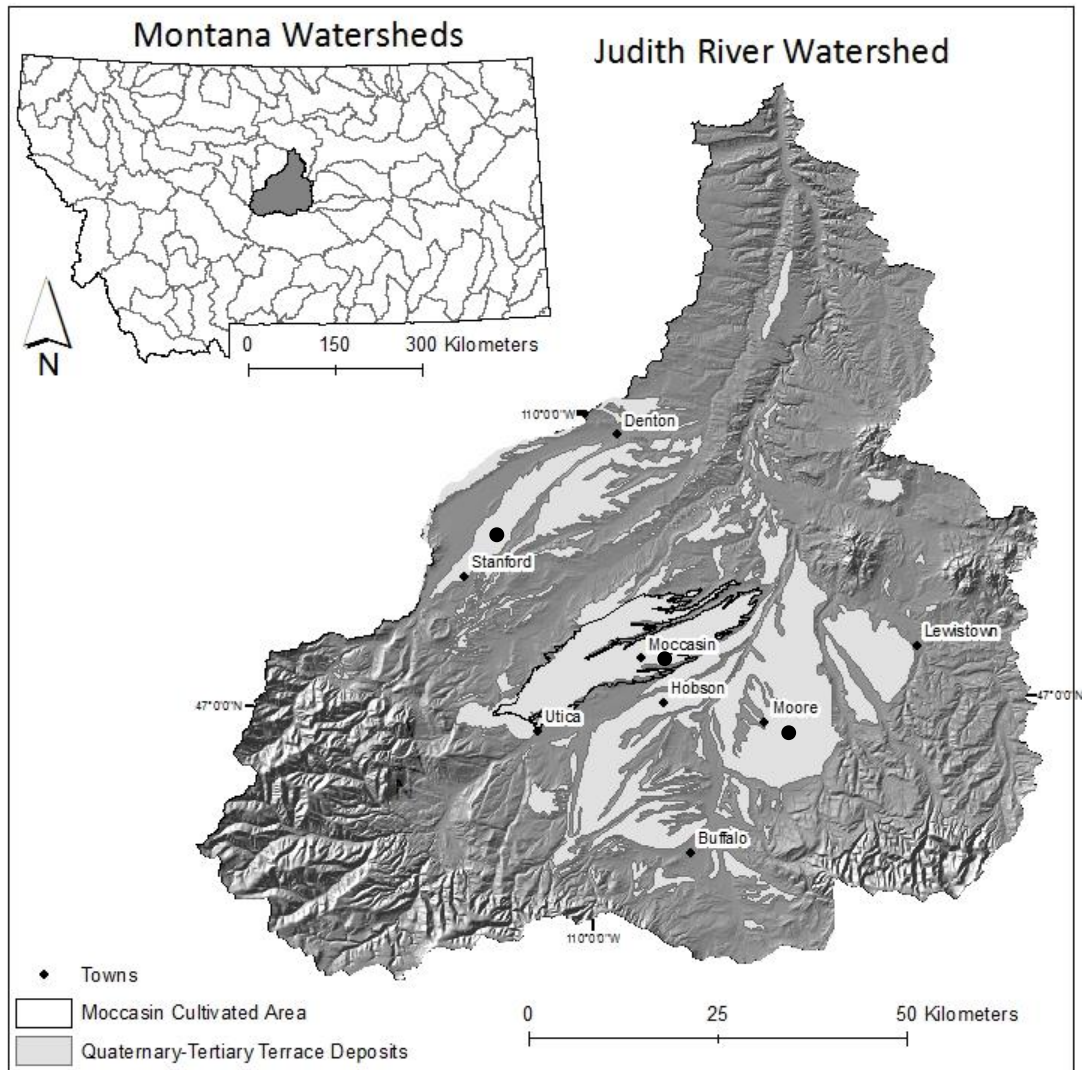 Montana Watersheds
Judith River Watershed
N
0 150 300 Kilometers
110°0'0"W
Denton
Stanford
Lewistown
Moccasin
Hobson
47°0'0"N
47°0'0"N
Utica
Moore
Buffalo
110°0'0"W
Towns
Moccasin Cultivated Area
Quaternary-Tertiary Terrace Deposits
0 25 50 Kilometers